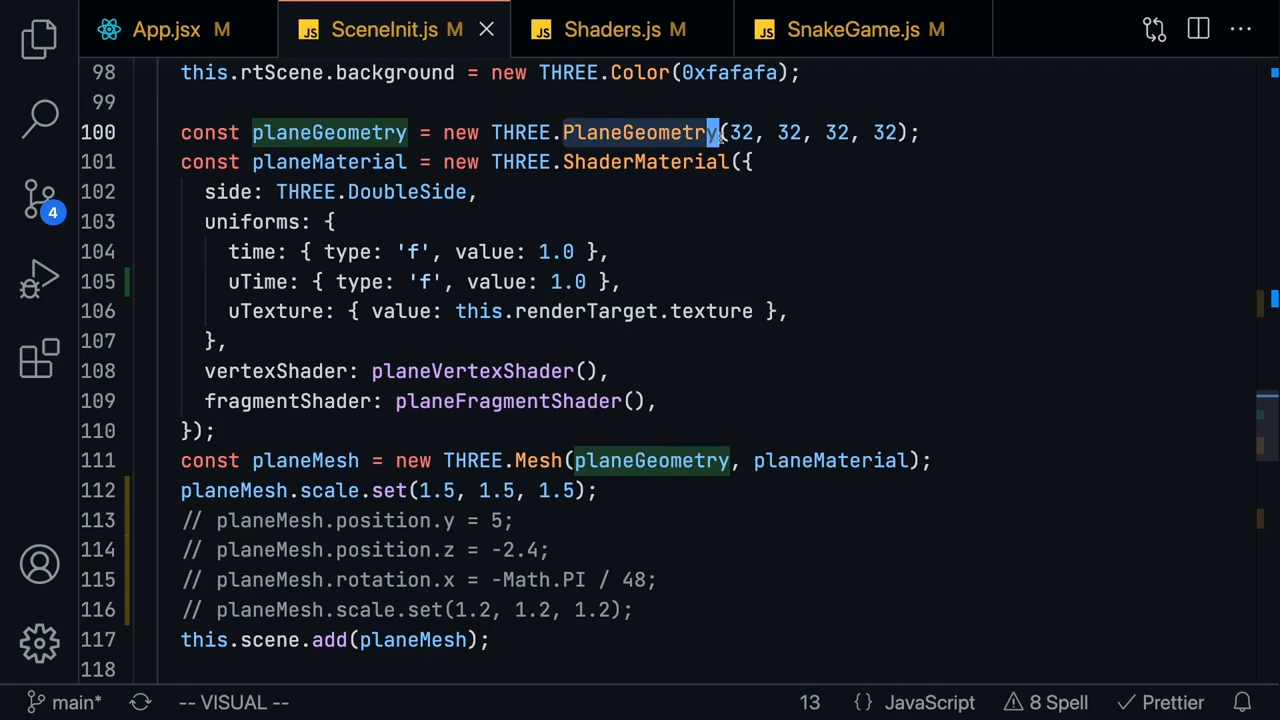 App.jsx M
JS SceneInit.js M
JS Shaders.js M
JS SnakeGame.js M
98 this.rtScene.background = new THREE.Color(0xfafafa);
99
100 const planeGeometry = new THREE.PlaneGeometry(32, 32, 32, 32);
101 const planeMaterial = new THREE.ShaderMaterial({
102 side: THREE.DoubleSide,
103 uniforms: {
104 time: { type: 'f', value: 1.0 },
105 uTime: { type: 'f', value: 1.0 },
106 uTexture: { value: this.renderTarget.texture },
107 },
108 vertexShader: planeVertexShader(),
109 fragmentShader: planeFragmentShader(),
110 });
111 const planeMesh = new THREE.Mesh(planeGeometry, planeMaterial);
112 planeMesh.scale.set(1.5, 1.5, 1.5);
113 // planeMesh.position.y = 5;
114 // planeMesh.position.z = -2.4;
115 // planeMesh.rotation.x = -Math.PI / 48;
116 // planeMesh.scale.set(1.2, 1.2, 1.2);
117 this.scene.add(planeMesh);
118
4
main* -- VISUAL -- 13 {} JavaScript 8 Spell Prettier